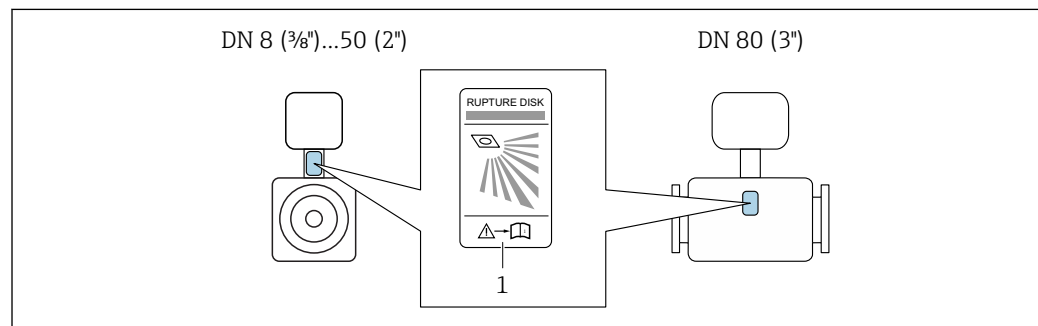 DN 8 (⅜")...50 (2")
DN 80 (3")
RUPTURE DISK
i
1